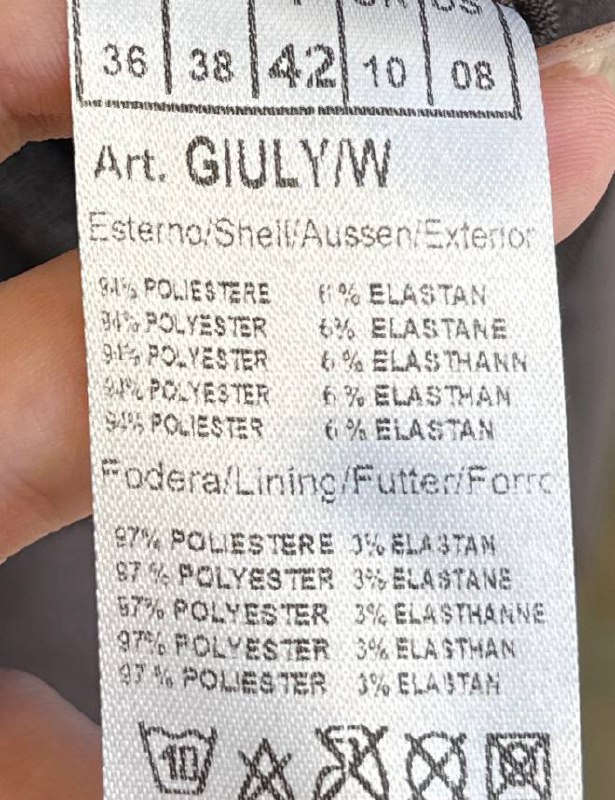 36 38 42 10 08
Art. GIULY/W
Esterno/Shell/Aussen/Exterior
94% POLIESTERE 6% ELASTAN
94% POLYESTER 6% ELASTANE
94% POLYESTER 6% ELASTHANN
94% POLYESTER 6% ELASTHAN
94% POLIESTER 6% ELASTAN
Fodera/Lining/Futter/Forro
97% POLIESTERE 3% ELASTAN
97% POLYESTER 3% ELASTANE
97% POLYESTER 3% ELASTHANNE
97% POLYESTER 3% ELASTHAN
97% POLIESTER 3% ELASTAN